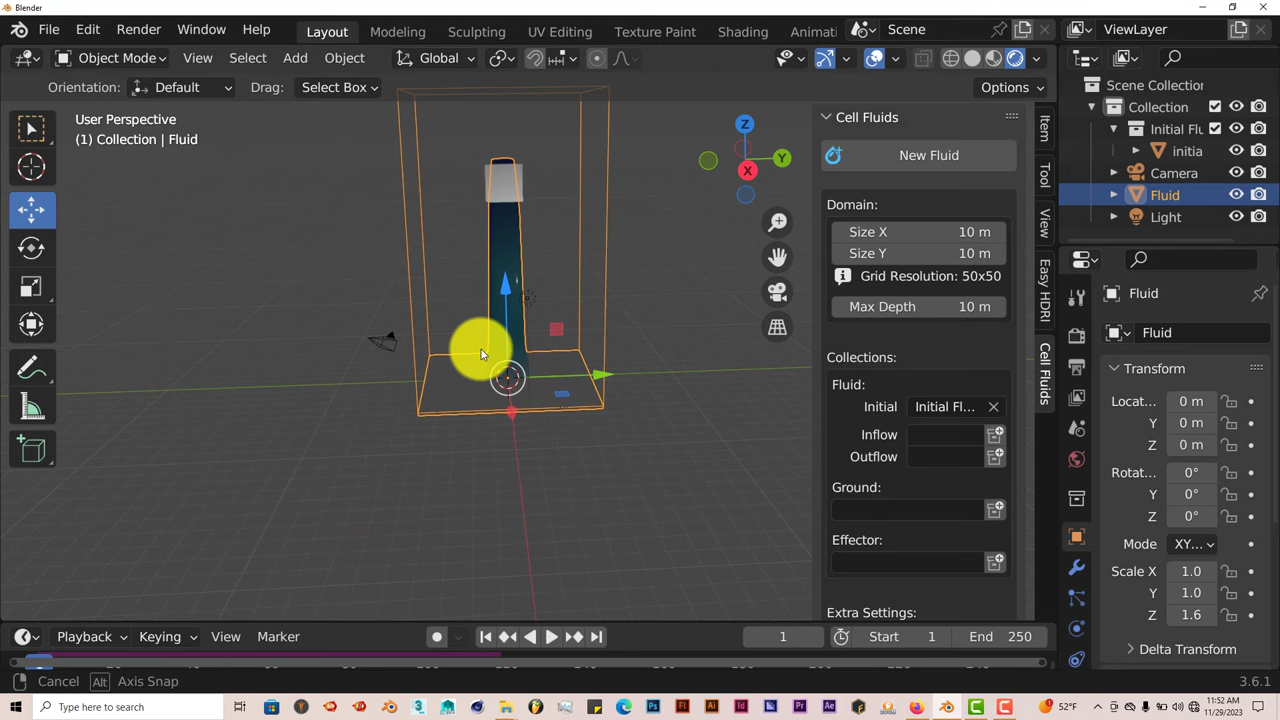 Blender
File Edit Render Window Help Layout Modeling Sculpting UV Editing Texture Paint Shading Animati Scene ViewLayer
Object Mode View Select Add Object Global
Orientation: Default Drag: Select Box Options
User Perspective
(1) Collection | Fluid
Z
Y
X
Cell Fluids
New Fluid
Domain:
Size X 10 m
Size Y 10 m
Grid Resolution: 50x50
Max Depth 10 m
Collections:
Fluid:
Initial Initial Fl...
Inflow
Outflow
Ground:
Effector:
Extra Settings:
Item
Tool
View
Easy HDRI
Cell Fluids
Scene Collection
Collection
Initial Flu
initia
Camera
Fluid
Light
Fluid
Fluid
Transform
Locat... 0 m
Y 0 m
Z 0 m
Rotat... 0°
Y 0°
Z 0°
Mode XY...
Scale X 1.0
Y 1.0
Z 1.6
Delta Transform
Playback Keying View Marker 1 Start 1 End 250
Cancel Alt Axis Snap 3.6.1
Type here to search 52°F 11:52 AM
11/29/2023